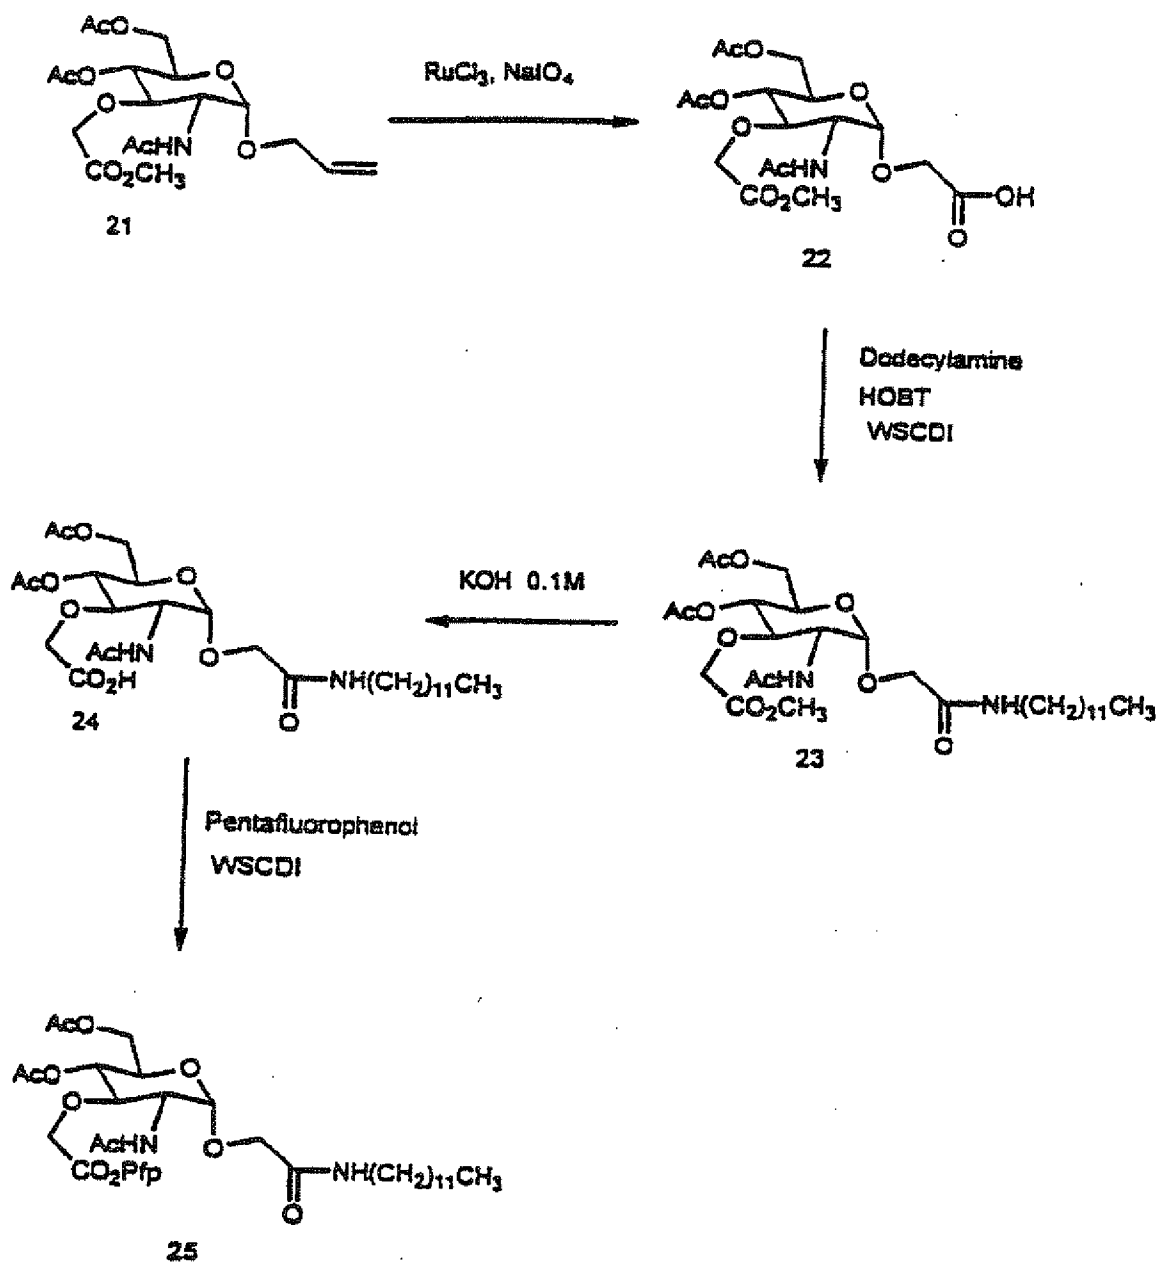 AcO
AcO
O
O
AcHN
CO₂CH₃
O
21
RuCl₃, NaIO₄
AcO
AcO
O
O
AcHN
CO₂CH₃
O
OH
O
22
Dodecylamine
HOBT
WSCDI
AcO
AcO
O
O
AcHN
CO₂H
O
NH(CH₂)₁₁CH₃
O
24
KOH 0.1M
AcO
AcO
O
O
AcHN
CO₂CH₃
O
NH(CH₂)₁₁CH₃
O
23
Pentafluorophenol
WSCDI
AcO
AcO
O
O
AcHN
CO₂Pfp
O
NH(CH₂)₁₁CH₃
O
25